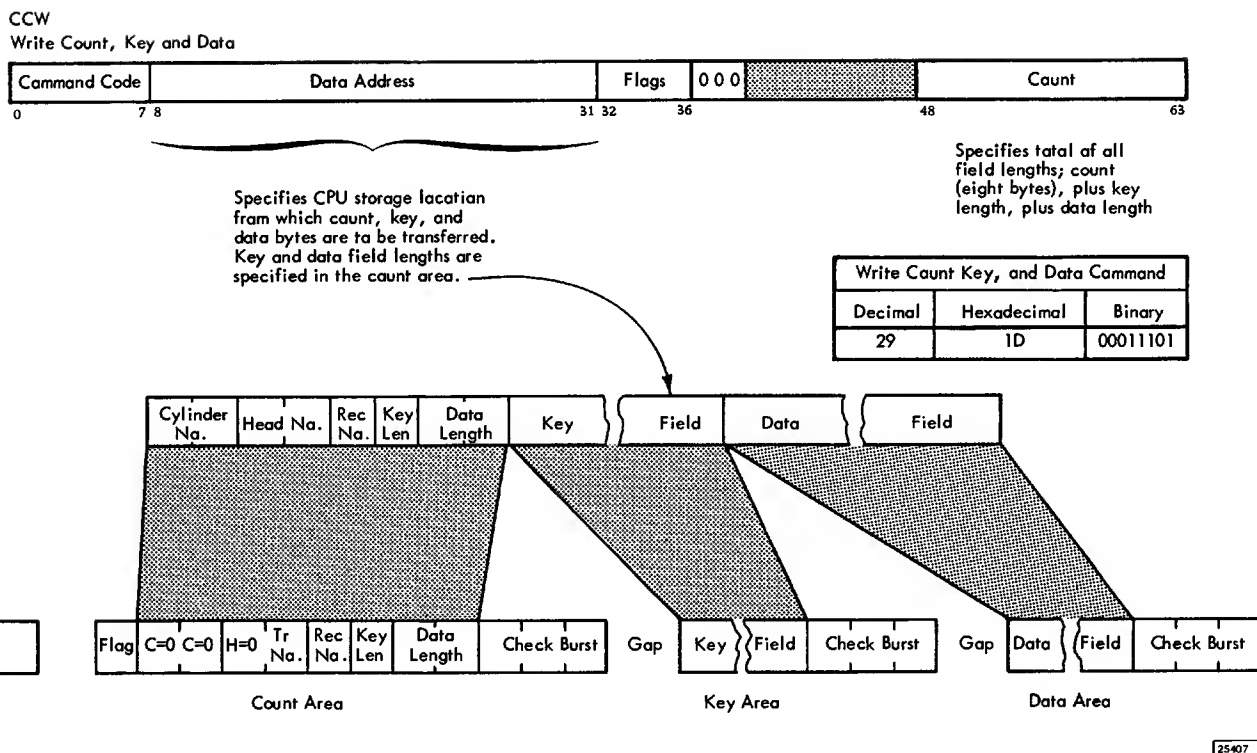 CCW
Write Count, Key and Data
Command Code Data Address Flags 0 0 0 Caunt
0 7 8 31 32 36 48 63
Specifies CPU storage lacatian
fram which caunt, key, and
data bytes are ta be transferred.
Key and data field lengths are
specified in the caunt area.
Specifies tatal af all
field lengths; caunt
(eight bytes), plus key
length, plus data length
Write Caunt Key, and Data Cammand
Decimal Hexadecimal Binary
29 1D 00011101
Cylinder Na. Head Na. Rec Na. Key Len Data Length Key Field Data Field
Flag C=0 C=0 H=0 Tr Na. Rec Na. Key Len Data Length Check Burst Gap Key Field Check Burst Gap Data Field Check Burst
Caunt Area Key Area Data Area
25407